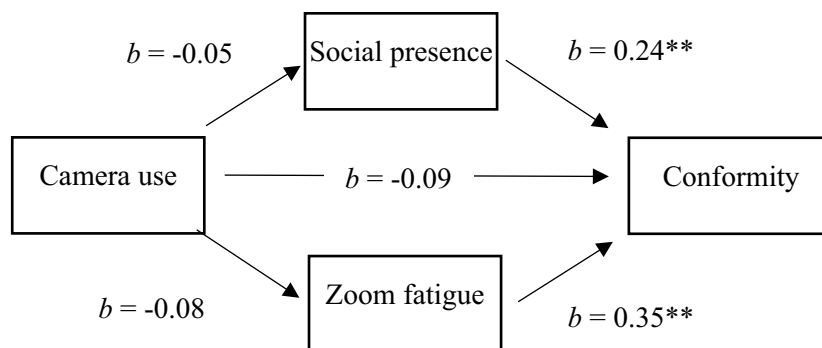 b = -0.05
Social presence
b = 0.24**
Camera use
b = -0.09
Conformity
b = -0.08
Zoom fatigue
b = 0.35**